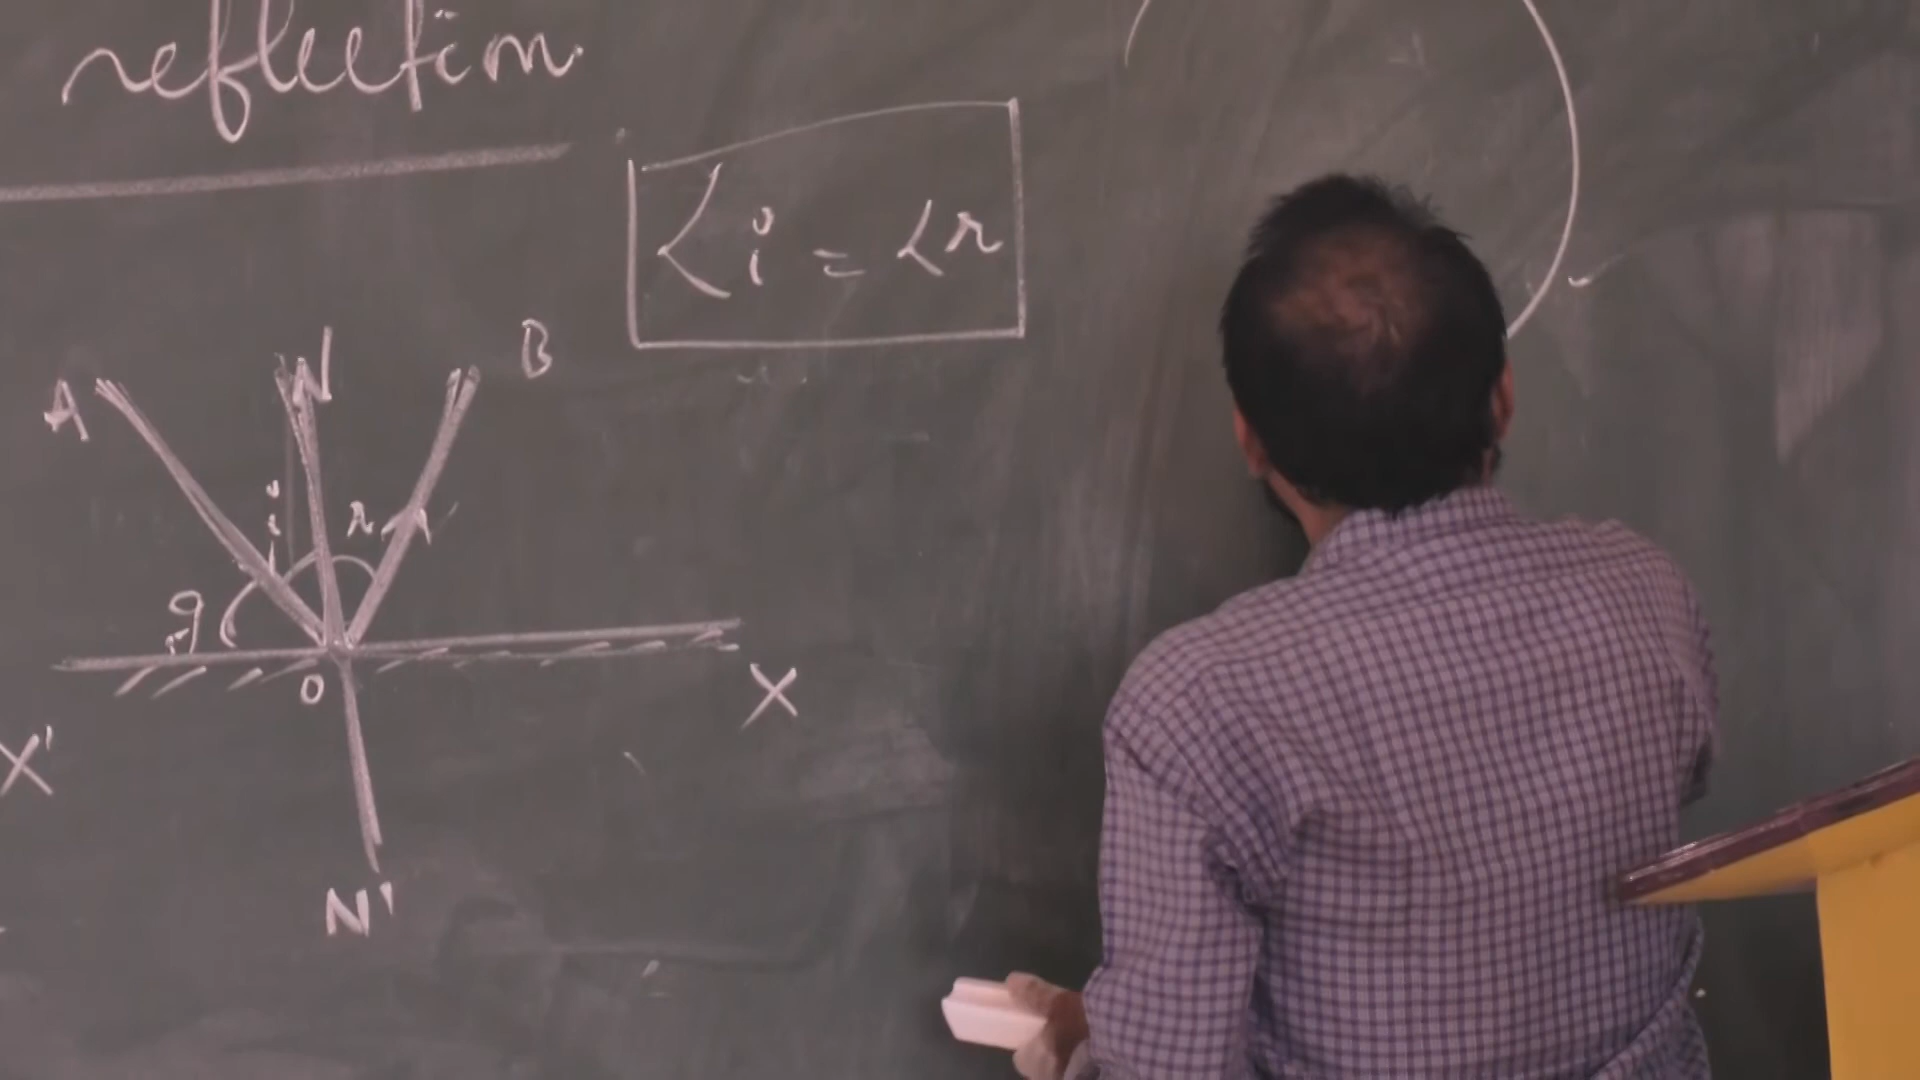 reflection
∠i = ∠r
A
N
B
i
r
g
O
X
X'
N'